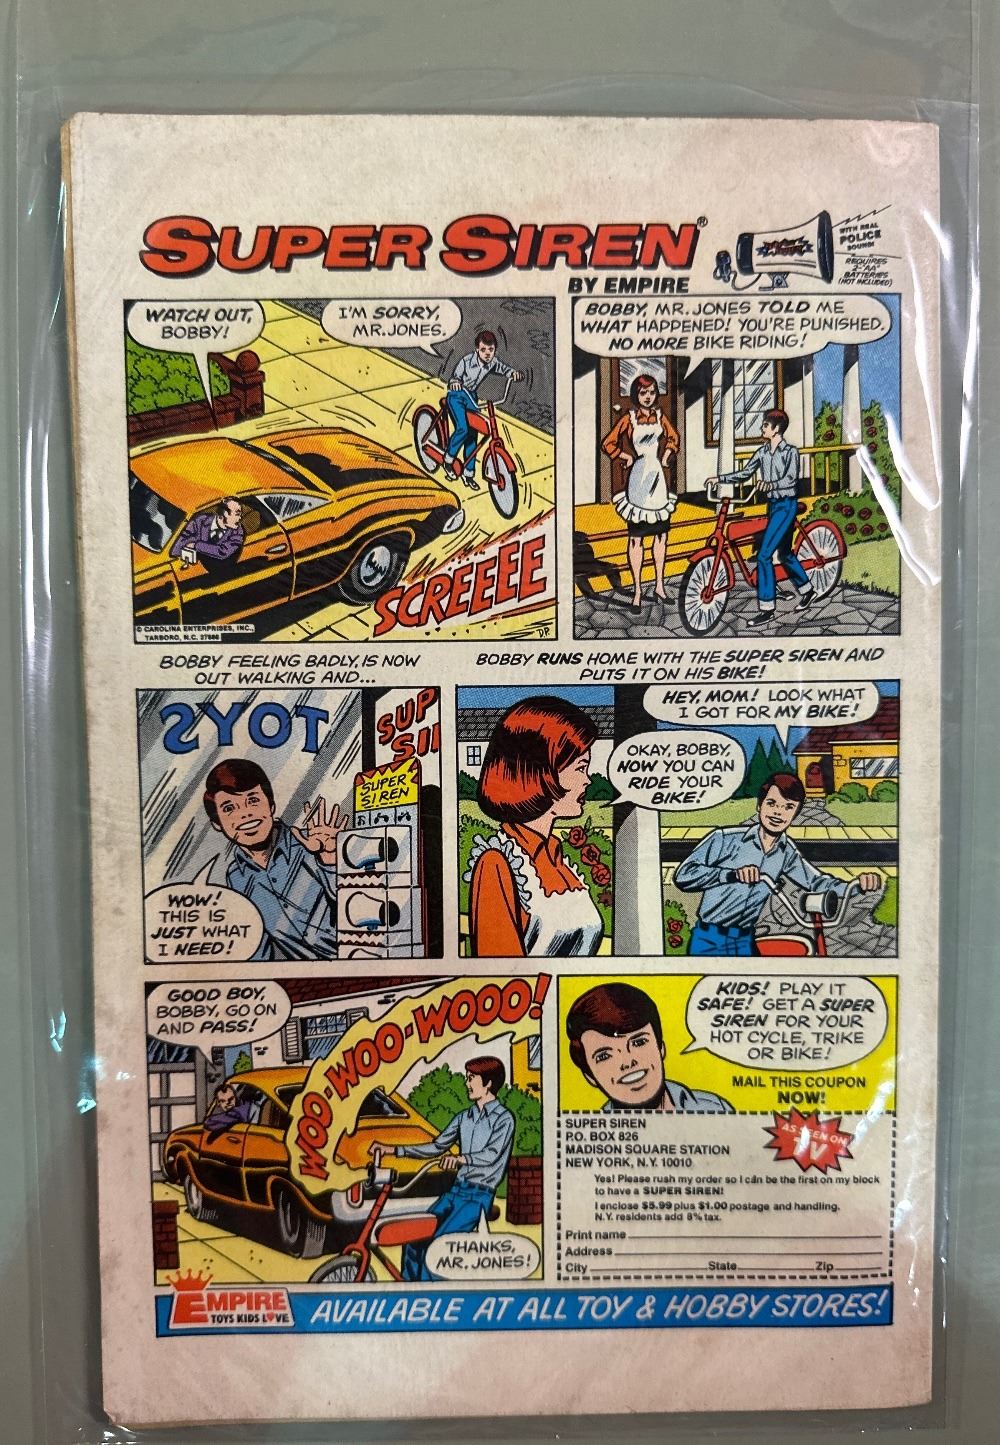 SUPER SIREN®
BY EMPIRE
WITH REAL
POLICE
SOUND!
REQUIRES
2-"AA"
BATTERIES
(NOT INCLUDED)
WATCH OUT,
BOBBY!
I'M SORRY,
MR. JONES.
SCREEEE
© CAROLINA ENTERPRISES, INC.,
TARBORO, N.C. 27886
D.R.
BOBBY, MR. JONES TOLD ME
WHAT HAPPENED! YOU'RE PUNISHED.
NO MORE BIKE RIDING!
BOBBY FEELING BADLY, IS NOW
OUT WALKING AND...
TOYS
SUP
SII
SUPER
SIREN
WOW!
THIS IS
JUST WHAT
I NEED!
BOBBY RUNS HOME WITH THE SUPER SIREN AND
PUTS IT ON HIS BIKE!
HEY, MOM! LOOK WHAT
I GOT FOR MY BIKE!
OKAY, BOBBY,
NOW YOU CAN
RIDE YOUR
BIKE!
GOOD BOY,
BOBBY, GO ON
AND PASS!
WOO-WOO-WOOO!
THANKS,
MR. JONES!
KIDS! PLAY IT
SAFE! GET A SUPER
SIREN FOR YOUR
HOT CYCLE, TRIKE
OR BIKE!
MAIL THIS COUPON
NOW!
AS SEEN ON
TV
SUPER SIREN
P.O. BOX 826
MADISON SQUARE STATION
NEW YORK, N.Y. 10010
Yes! Please rush my order so I can be the first on my block
to have a SUPER SIREN!
I enclose $5.99 plus $1.00 postage and handling.
N.Y. residents add 8% tax.
Print name
Address
City State Zip
EMPIRE
TOYS KIDS LOVE
AVAILABLE AT ALL TOY & HOBBY STORES!